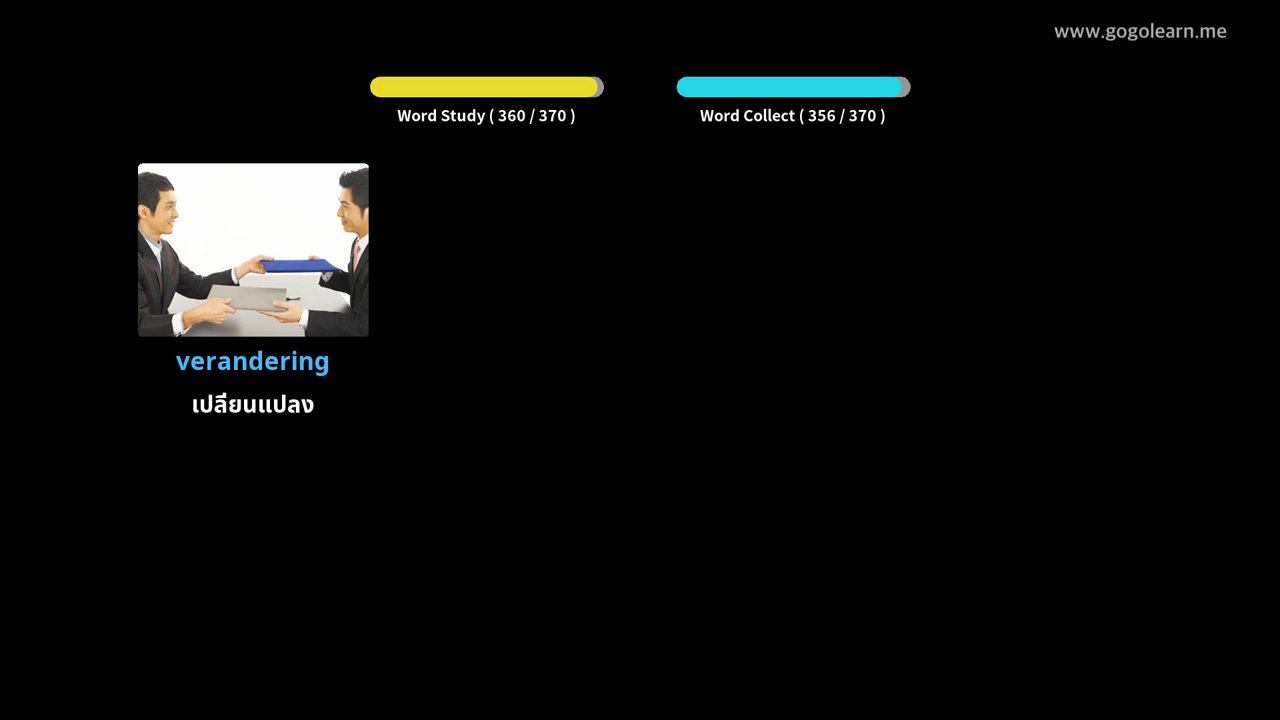 www.gogolearn.me
Word Study ( 360 / 370 )
Word Collect ( 356 / 370 )
verandering
เปลี่ยนแปลง